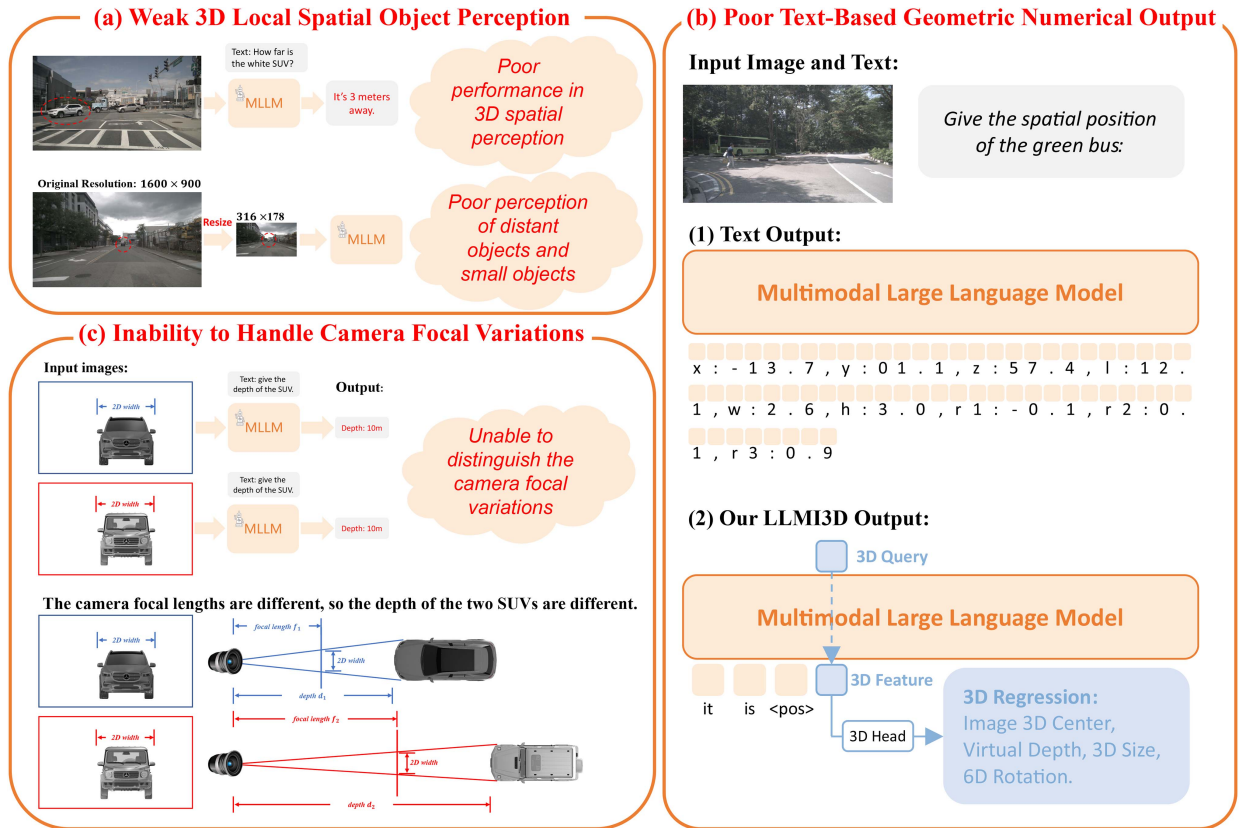 (a) Weak 3D Local Spatial Object Perception
Text: How far is
the white SUV?
MLLM
It's 3 meters
away.
Poor
performance in
3D spatial
perception
Original Resolution: 1600 × 900
Resize
316 ×178
MLLM
Poor perception
of distant
objects and
small objects
(c) Inability to Handle Camera Focal Variations
Input images:
2D width
Text: give the
depth of the SUV.
MLLM
Output:
Depth: 10m
2D width
Text: give the
depth of the SUV.
MLLM
Depth: 10m
Unable to
distinguish the
camera focal
variations
The camera focal lengths are different, so the depth of the two SUVs are different.
2D width
focal length f₁
2D width
depth d₁
2D width
focal length f₂
2D width
depth d₂
(b) Poor Text-Based Geometric Numerical Output
Input Image and Text:
Give the spatial position
of the green bus:
(1) Text Output:
Multimodal Large Language Model
x : - 1 3 . 7 , y : 0 1 . 1 , z : 5 7 . 4 , l : 1 2 .
1 , w : 2 . 6 , h : 3 . 0 , r 1 : - 0 . 1 , r 2 : 0 .
1 , r 3 : 0 . 9
(2) Our LLMI3D Output:
3D Query
Multimodal Large Language Model
3D Feature
it is <pos>
3D Head
3D Regression:
Image 3D Center,
Virtual Depth, 3D Size,
6D Rotation.